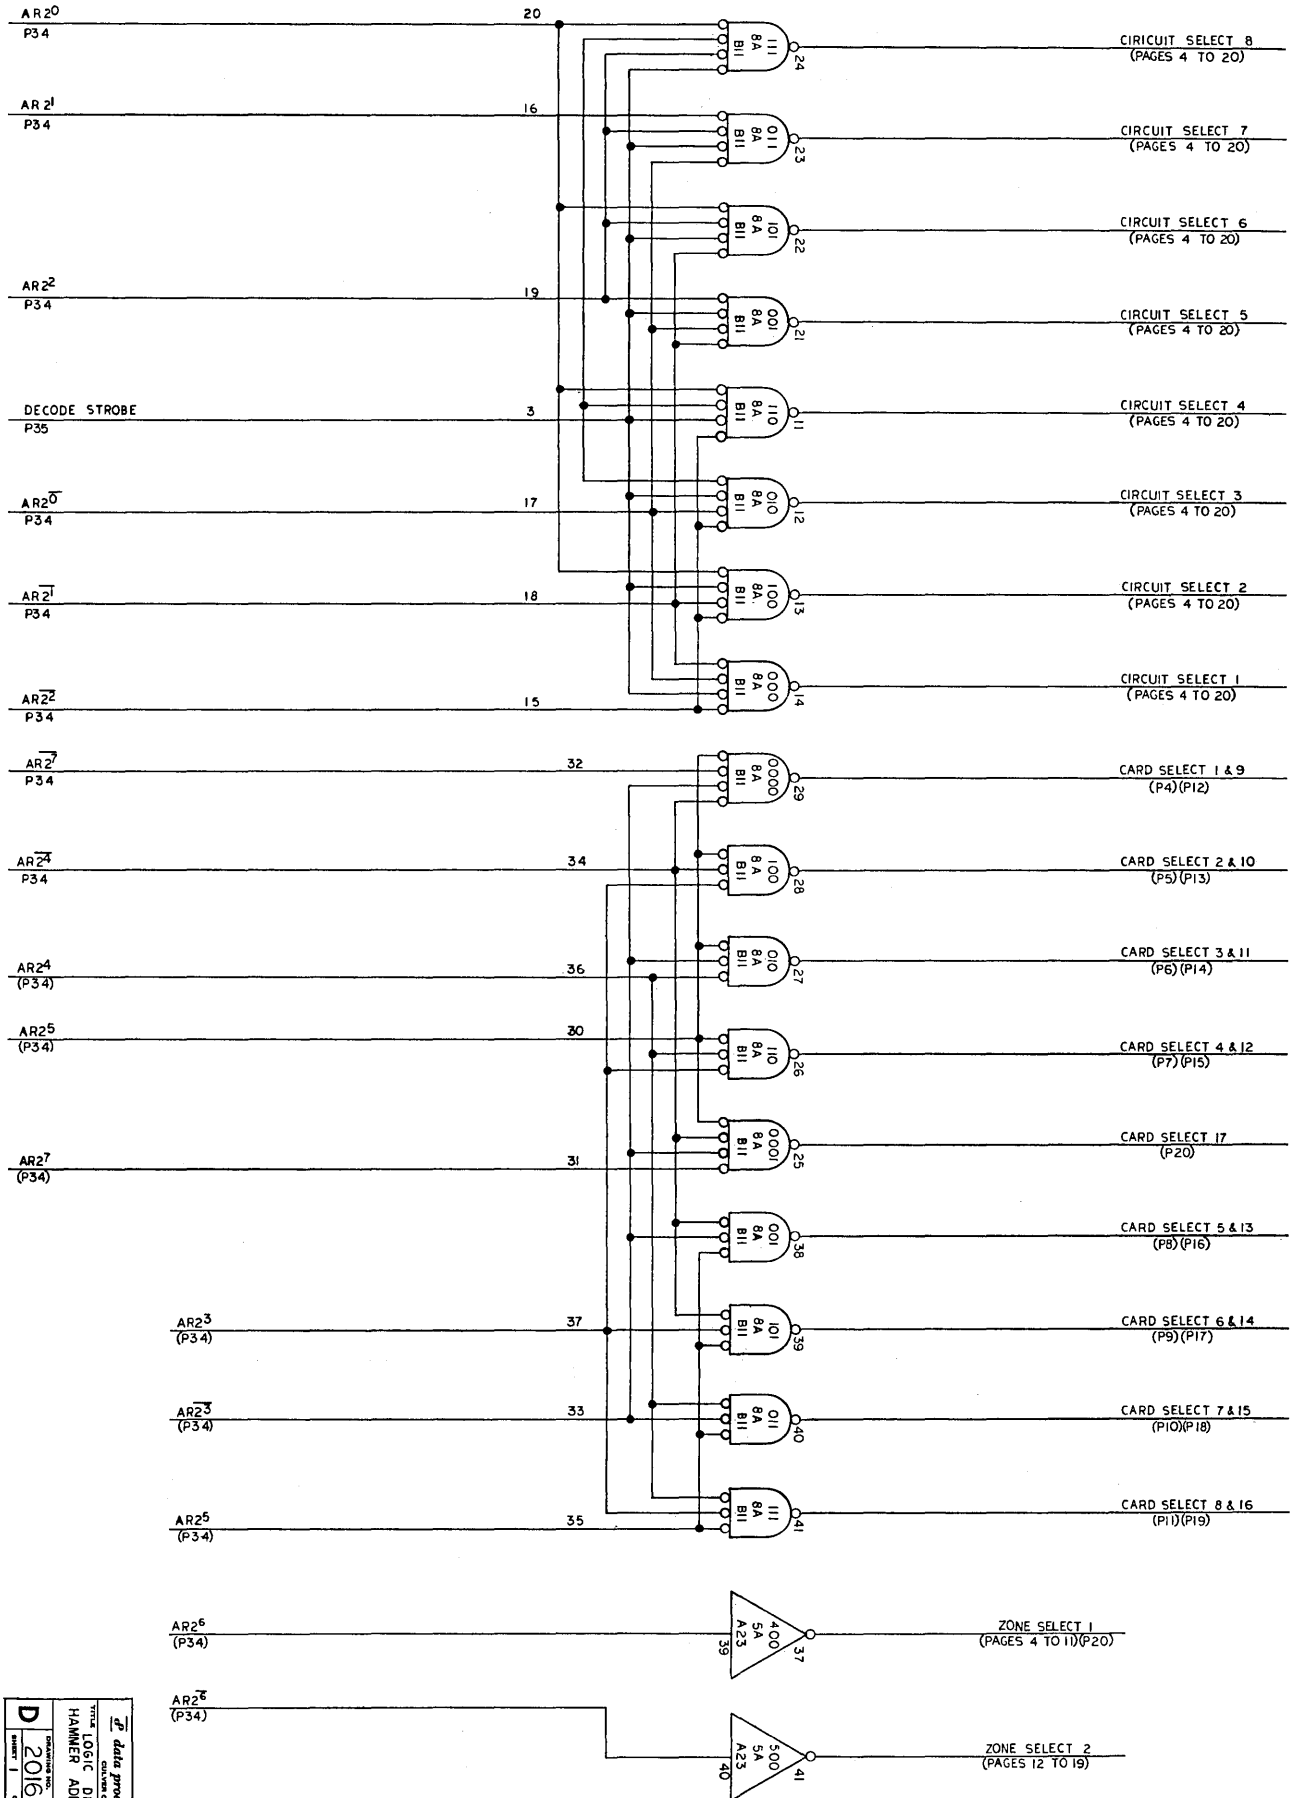 AR2⁰ 20 111 8A B11 24 CIRICUIT SELECT 8
P34 (PAGES 4 TO 20)
AR2¹ 16 011 8A B11 23 CIRCUIT SELECT 7
P34 (PAGES 4 TO 20)
101 8A B11 22 CIRCUIT SELECT 6
(PAGES 4 TO 20)
AR2² 19 001 8A B11 21 CIRCUIT SELECT 5
P34 (PAGES 4 TO 20)
DECODE STROBE 3 110 8A B11 11 CIRCUIT SELECT 4
P35 (PAGES 4 TO 20)
AR2⁰̅ 17 010 8A B11 12 CIRCUIT SELECT 3
P34 (PAGES 4 TO 20)
AR2¹̅ 18 100 8A. B11 13 CIRCUIT SELECT 2
P34 (PAGES 4 TO 20)
AR2²̅ 15 000 8A B11 14 CIRCUIT SELECT 1
P34 (PAGES 4 TO 20)
AR2⁷̅ 32 0000 8A B11 29 CARD SELECT 1 & 9
P34 (P4)(P12)
AR2⁴̅ 34 100 8A B11 28 CARD SELECT 2 & 10
P34 (P5)(P13)
AR2⁴ 36 010 8A B11 27 CARD SELECT 3 & 11
(P34) (P6)(P14)
AR2⁵ 30 110 8A B11 26 CARD SELECT 4 & 12
(P34) (P7)(P15)
AR2⁷ 31 0001 8A B11 25 CARD SELECT 17
(P34) (P20)
001 8A B11 38 CARD SELECT 5 & 13
(P8)(P16)
AR2³ 37 101 8A B11 39 CARD SELECT 6 & 14
(P34) (P9)(P17)
AR2³̅ 33 011 8A B11 40 CARD SELECT 7 & 15
(P34) (P10)(P18)
AR2⁵ 35 111 8A B11 41 CARD SELECT 8 & 16
(P34) (P11)(P19)
AR2⁶ 39 400 5A A23 37 ZONE SELECT 1
(P34) (PAGES 4 TO 11)(P20)
AR2⁶̅ 40 500 5A A23 41 ZONE SELECT 2
(P34) (PAGES 12 TO 19)
data
TITLE LOGIC
HAMMER
DRAWING NO.
D 2016
SHEET 1